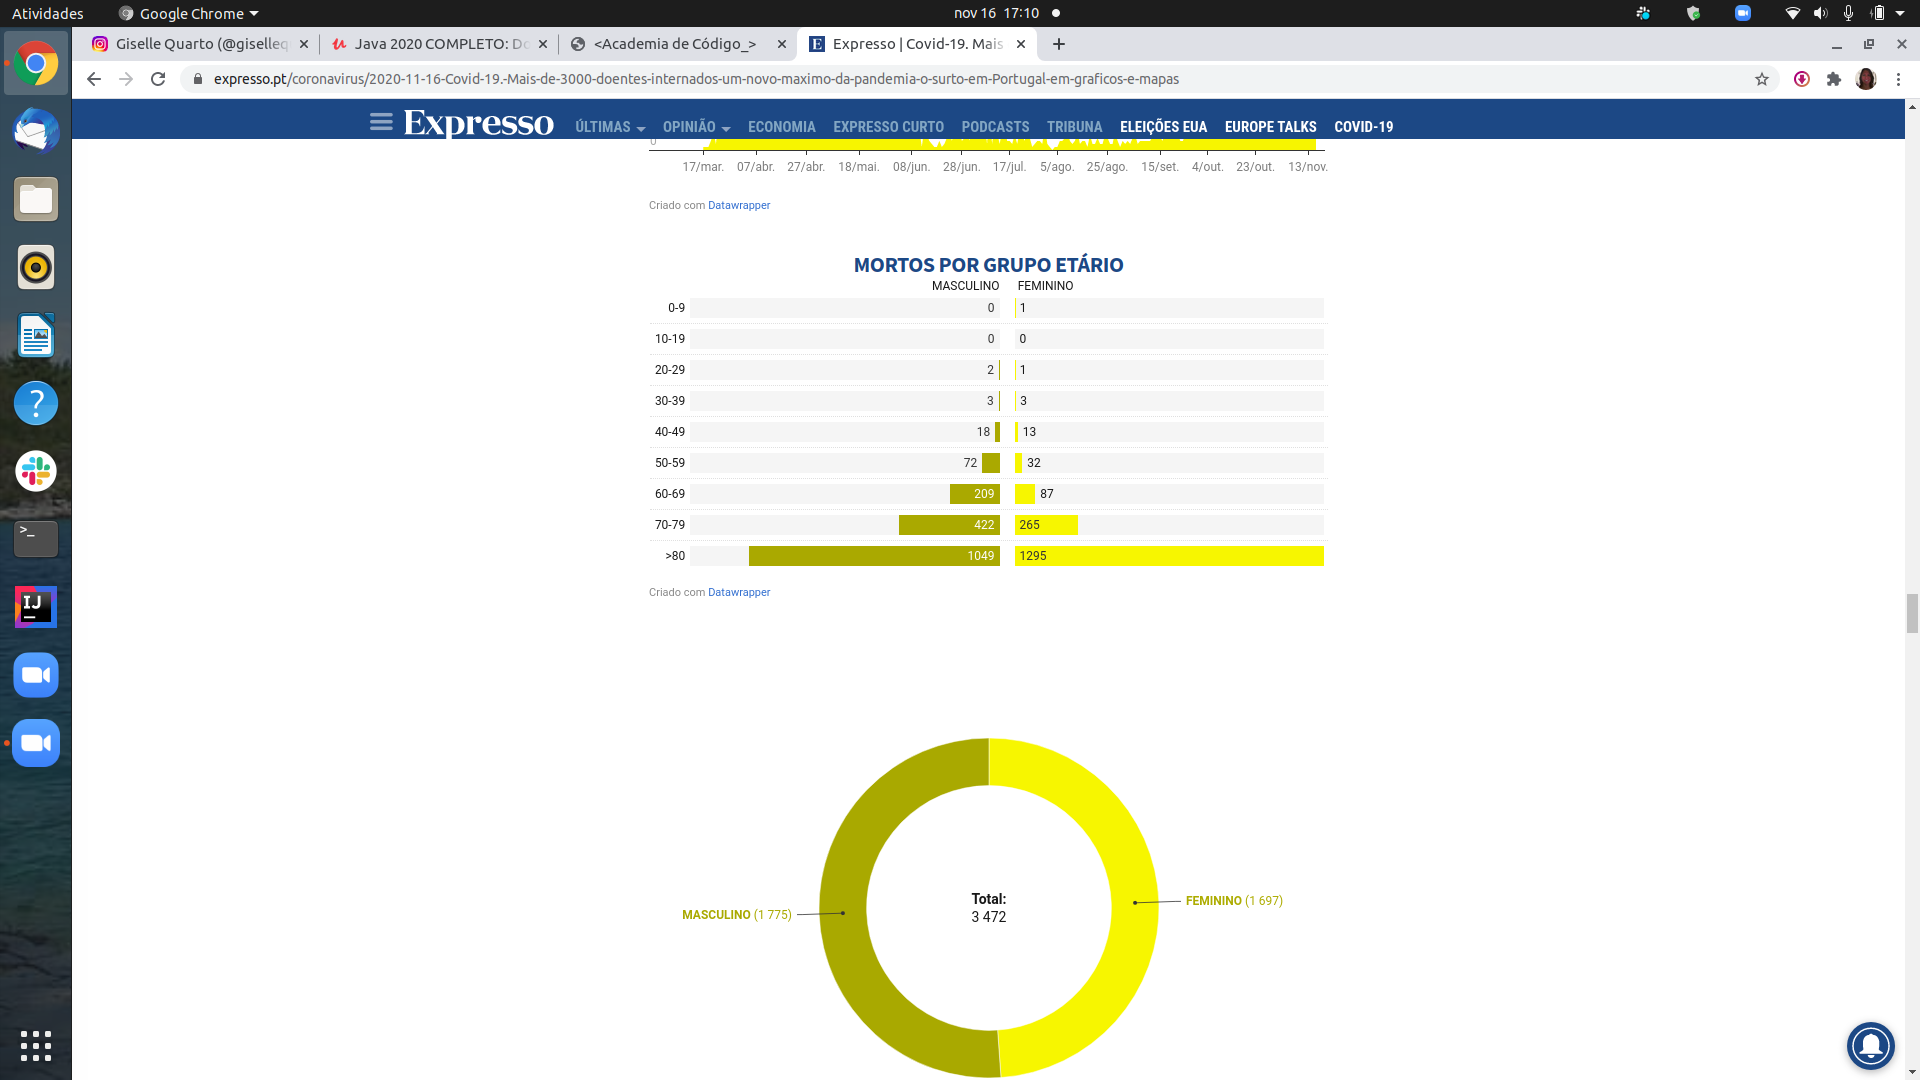 Atividades
Google Chrome
nov 16 17:10
Giselle Quarto (@giselleq
Java 2020 COMPLETO: Do
<Academia de Código_>
Expresso | Covid-19. Mais
expresso.pt/coronavirus/2020-11-16-Covid-19.-Mais-de-3000-doentes-internados-um-novo-maximo-da-pandemia-o-surto-em-Portugal-em-graficos-e-mapas
Expresso
ÚLTIMAS OPINIÃO ECONOMIA EXPRESSO CURTO PODCASTS TRIBUNA ELEIÇÕES EUA EUROPE TALKS COVID-19
0
17/mar. 07/abr. 27/abr. 18/mai. 08/jun. 28/jun. 17/jul. 5/ago. 25/ago. 15/set. 4/out. 23/out. 13/nov.
Criado com Datawrapper
MORTOS POR GRUPO ETÁRIO
MASCULINO FEMININO
0-9 0 1
10-19 0 0
20-29 2 1
30-39 3 3
40-49 18 13
50-59 72 32
60-69 209 87
70-79 422 265
>80 1049 1295
Criado com Datawrapper
Total:
3 472
MASCULINO (1 775)
FEMININO (1 697)
?
>_
IJ
E